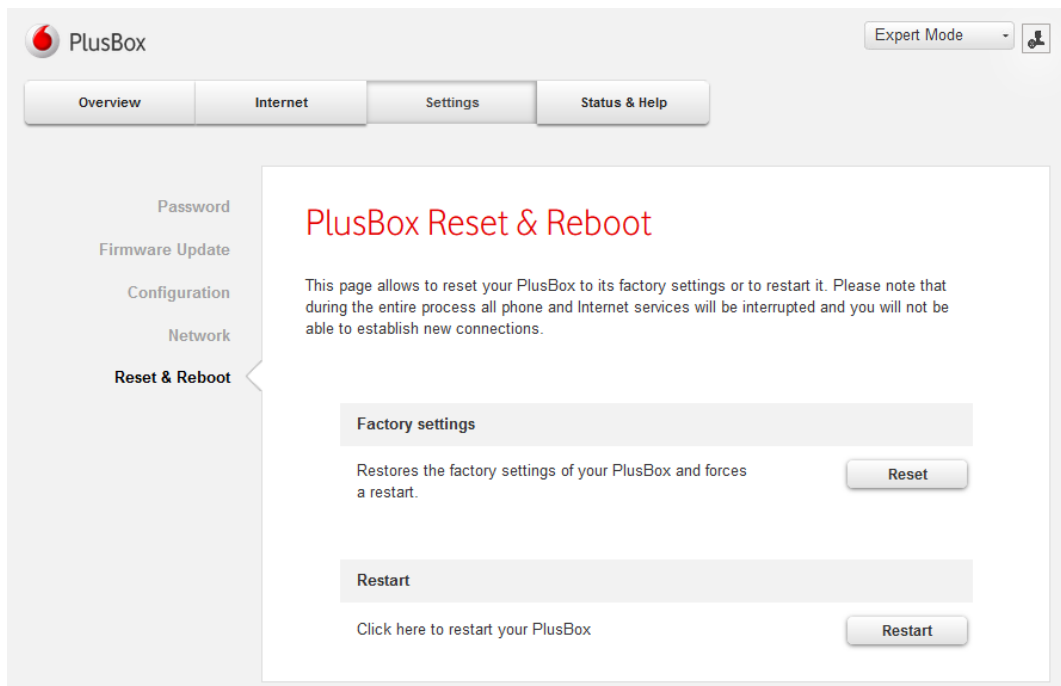 PlusBox
Expert Mode
Overview
Internet
Settings
Status & Help
Password
Firmware Update
Configuration
Network
Reset & Reboot
PlusBox Reset & Reboot
This page allows to reset your PlusBox to its factory settings or to restart it. Please note that
during the entire process all phone and Internet services will be interrupted and you will not be
able to establish new connections.
Factory settings
Restores the factory settings of your PlusBox and forces
a restart.
Reset
Restart
Click here to restart your PlusBox
Restart